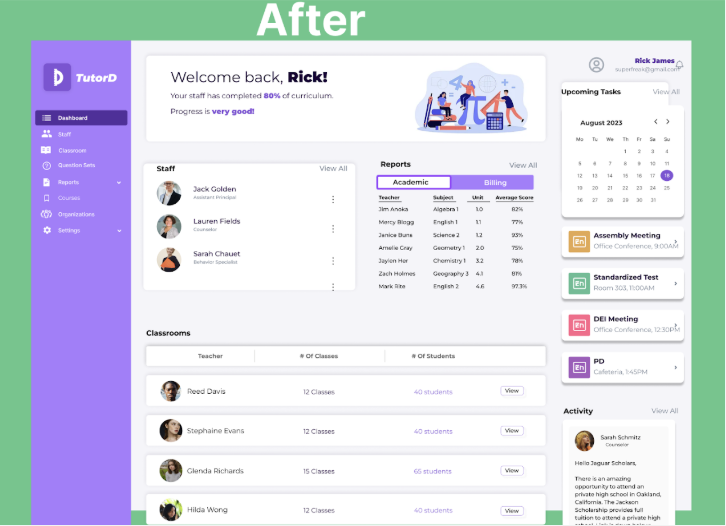 After
TutorD
Dashboard
Staff
Classroom
Question Sets
Reports
Courses
Organizations
Settings
Welcome back, Rick!
Your staff has completed 80% of curriculum.
Progress is very good!
Rick James
superfreak@gmail.com
Staff View All
Jack Golden
Assistant Principal
Lauren Fields
Counselor
Sarah Chauet
Behavior Specialist
Reports View All
Academic Billing
Teacher Subject Unit Average Score
Jim Anoka Algebra 1 1.0 82%
Mercy Blogg English 1 1.1 77%
Janice Buns Science 2 1.2 93%
Amelie Gray Geometry 1 2.0 75%
Jaylen Her Chemistry 1 3.2 78%
Zach Holmes Geography 3 4.1 81%
Mark Rite English 2 4.6 97.3%
Upcoming Tasks View All
August 2023
Mo Tu We Th Fr Sa Su
1 2 3 4
5 6 7 8 9 10 11
12 13 14 15 16 17 18
19 20 21 22 23 24 25
26 27 28 29 30 31
En Assembly Meeting
Office Conference, 9:00AM
En Standardized Test
Room 303, 11:00AM
En DEI Meeting
Office Conference, 12:30PM
En PD
Cafeteria, 1:45PM
Classrooms
Teacher # Of Classes # Of Students
Reed Davis 12 Classes 40 students View
Stephaine Evans 12 Classes 40 students View
Glenda Richards 15 Classes 65 students View
Hilda Wong 12 Classes 40 students View
Activity View All
Sarah Schmitz
Counselor
Hello Jaguar Scholars,
There is an amazing
opportunity to attend an
private high school in Oakland,
California. The Jackson
Scholarship provides full
tuition to attend a private high